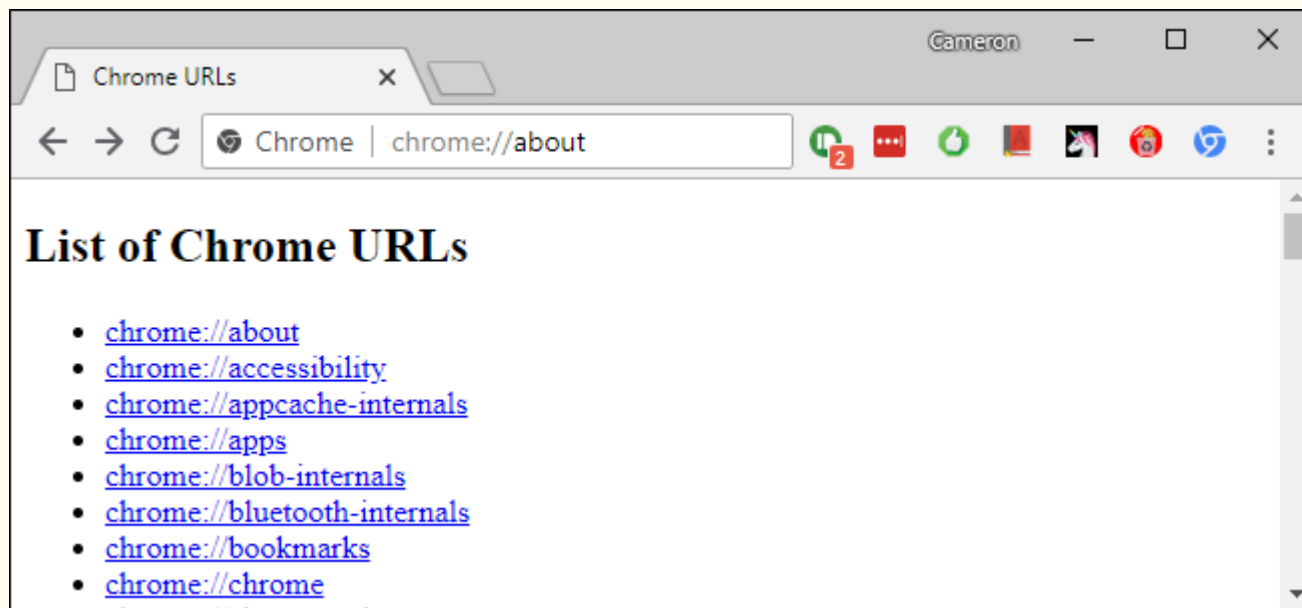 Cameron
Chrome URLs
Chrome | chrome://about
2
List of Chrome URLs
• chrome://about
• chrome://accessibility
• chrome://appcache-internals
• chrome://apps
• chrome://blob-internals
• chrome://bluetooth-internals
• chrome://bookmarks
• chrome://chrome